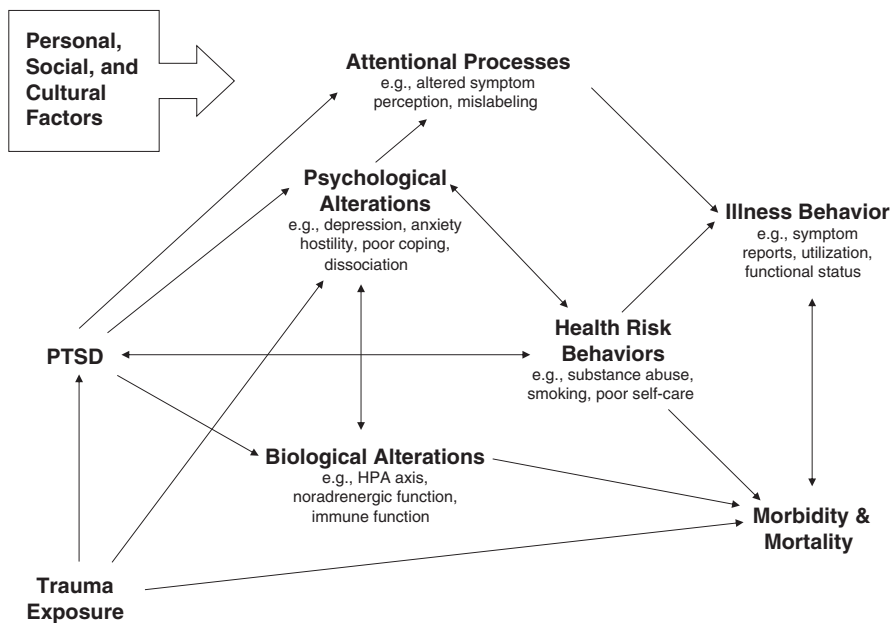 Personal,
Social, and
Cultural
Factors
Attentional Processes
e.g., altered symptom
perception, mislabeling
Psychological
Alterations
e.g., depression, anxiety
hostility, poor coping,
dissociation
Illness Behavior
e.g., symptom
reports, utilization,
functional status
PTSD
Health Risk
Behaviors
e.g., substance abuse,
smoking, poor self-care
Biological Alterations
e.g., HPA axis,
noradrenergic function,
immune function
Morbidity &
Mortality
Trauma
Exposure